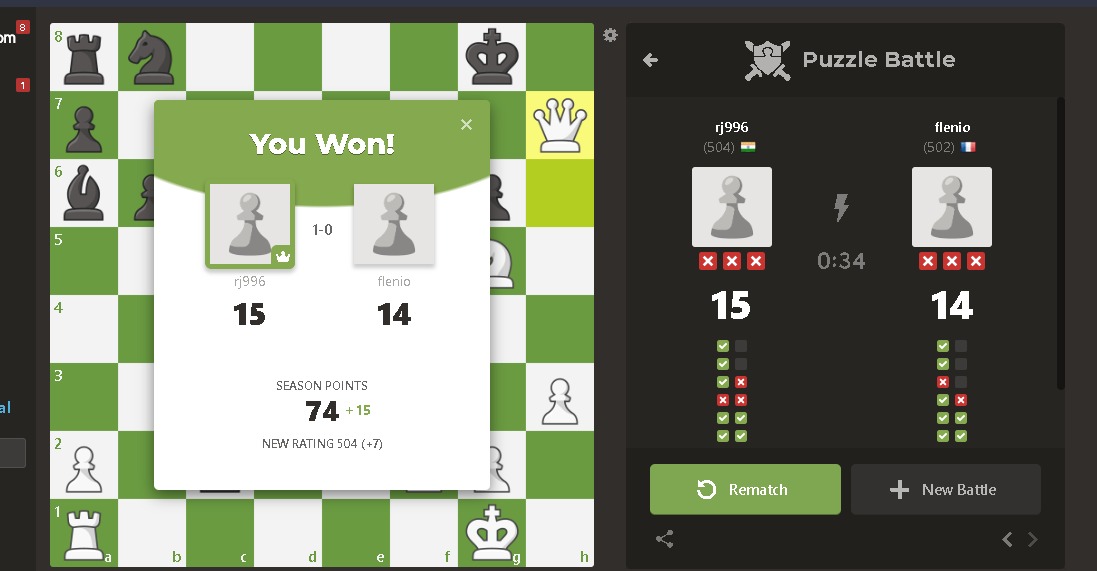 8
om
1
al
8
7
6
5
4
3
2
1
a
b
c
d
e
f
g
h
You Won!
1-0
rj996
flenio
15
14
SEASON POINTS
74 +15
NEW RATING 504 (+7)
Puzzle Battle
rj996
flenio
(504)
(502)
0:34
15
14
Rematch
New Battle